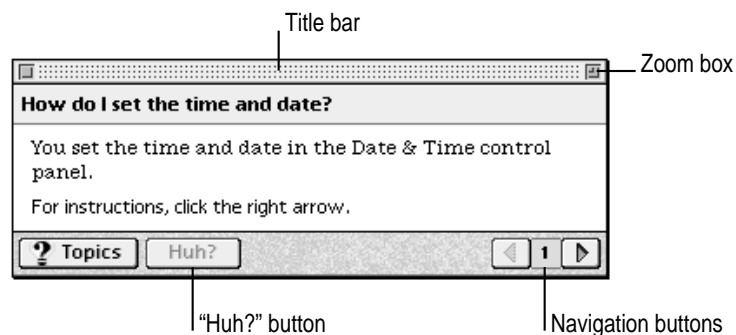 Title bar
Zoom box
How do I set the time and date?
You set the time and date in the Date & Time control
panel.
For instructions, click the right arrow.
? Topics
Huh?
1
“Huh?” button
Navigation buttons